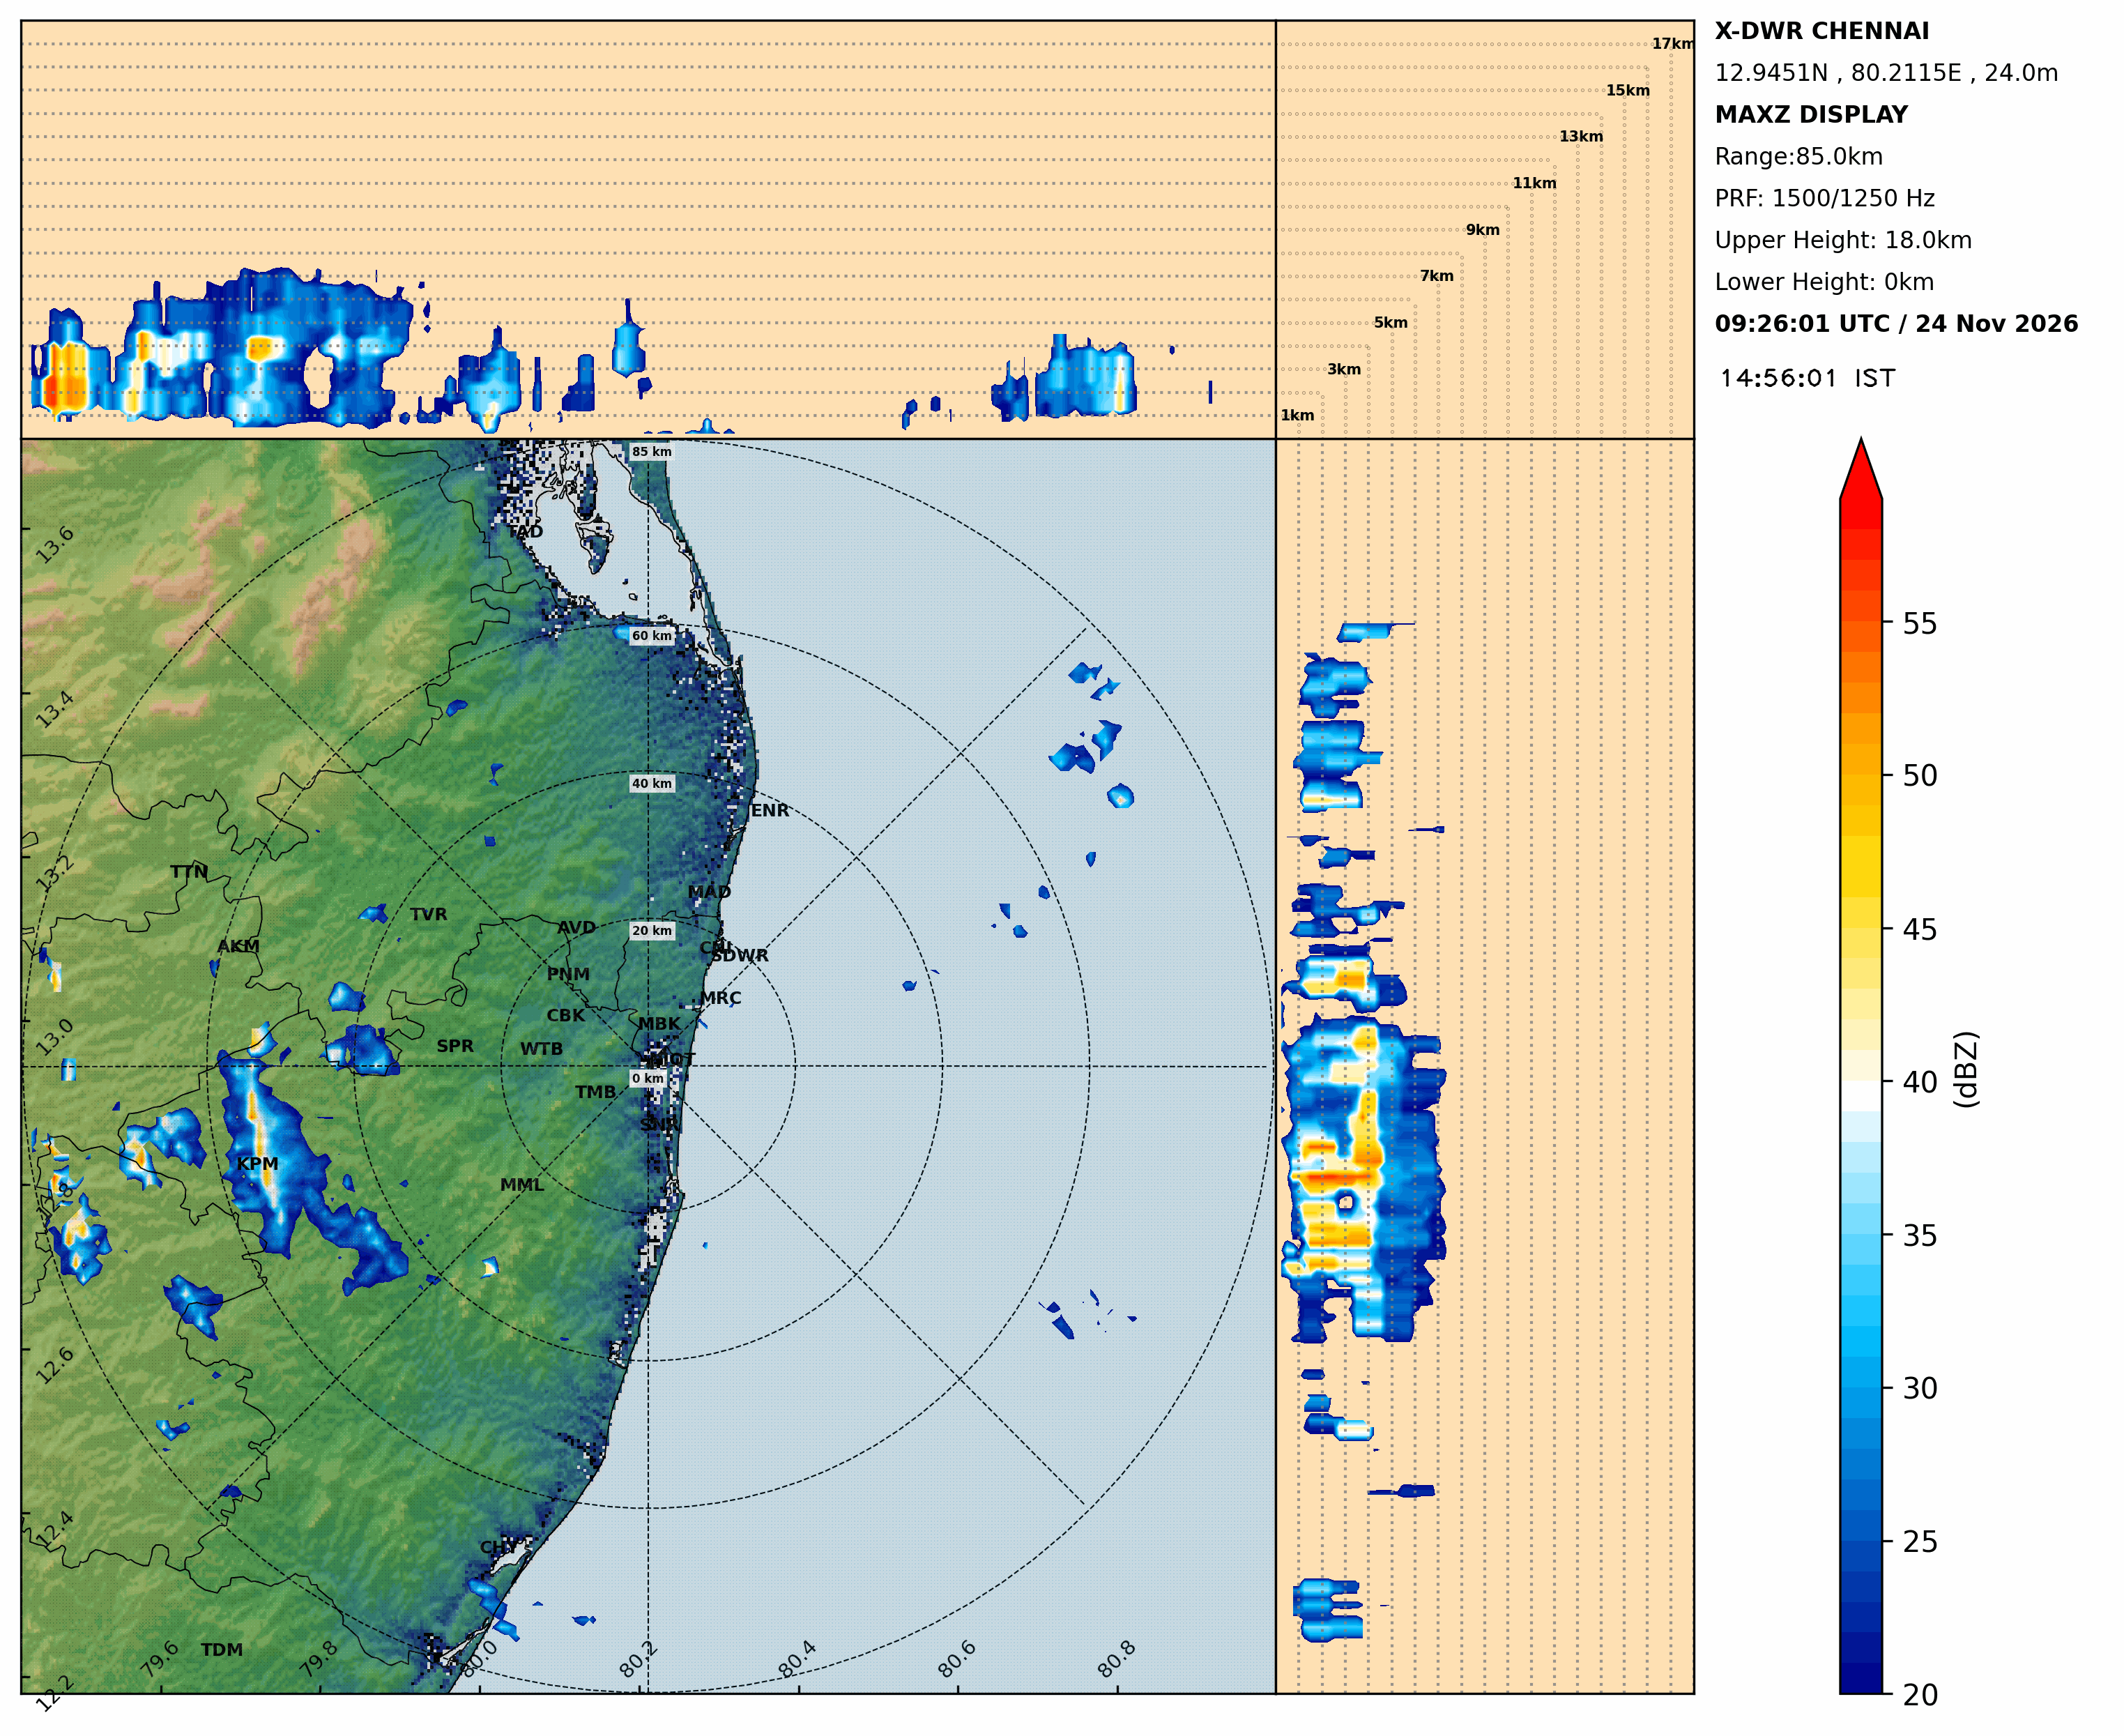 X-DWR CHENNAI
12.9451N , 80.2115E , 24.0m
MAXZ DISPLAY
Range:85.0km
PRF: 1500/1250 Hz
Upper Height: 18.0km
Lower Height: 0km
09:26:01 UTC / 24 Nov 2026
14:56:01 IST
17km
15km
13km
11km
9km
7km
5km
3km
1km
85 km
60 km
40 km
20 km
0 km
TAD
ENR
TTN
MAD
TVR
AVD
AKM
SDWR
PNM
MRC
CBK
MBK
SPR
WTB
TMB
SNR
KPM
MML
CHY
TDM
13.6
13.4
13.2
13.0
12.8
12.6
12.4
12.2
79.6
79.8
80.0
80.2
80.4
80.6
80.8
55
50
45
40
35
30
25
20
(dBZ)